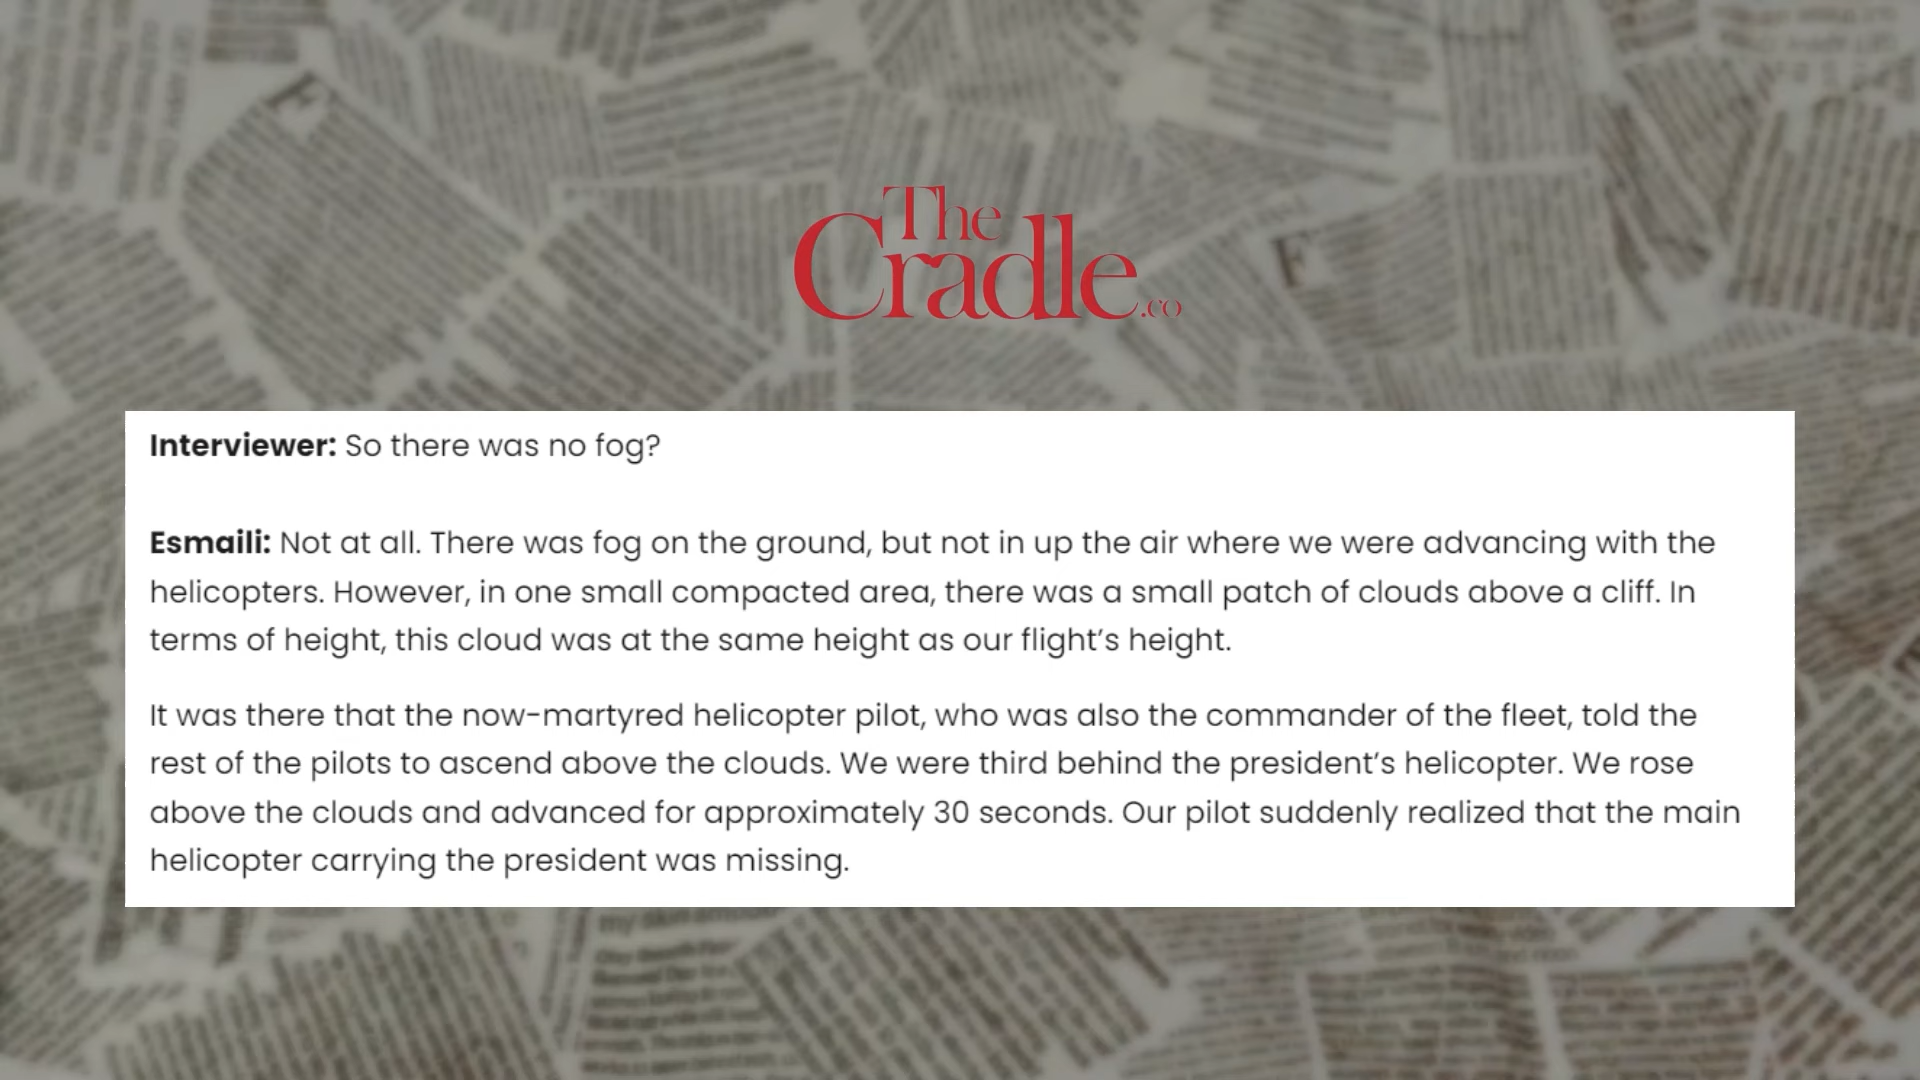 The
Cradle.co
Interviewer: So there was no fog?
Esmaili: Not at all. There was fog on the ground, but not in up the air where we were advancing with the
helicopters. However, in one small compacted area, there was a small patch of clouds above a cliff. In
terms of height, this cloud was at the same height as our flight’s height.
It was there that the now-martyred helicopter pilot, who was also the commander of the fleet, told the
rest of the pilots to ascend above the clouds. We were third behind the president’s helicopter. We rose
above the clouds and advanced for approximately 30 seconds. Our pilot suddenly realized that the main
helicopter carrying the president was missing.